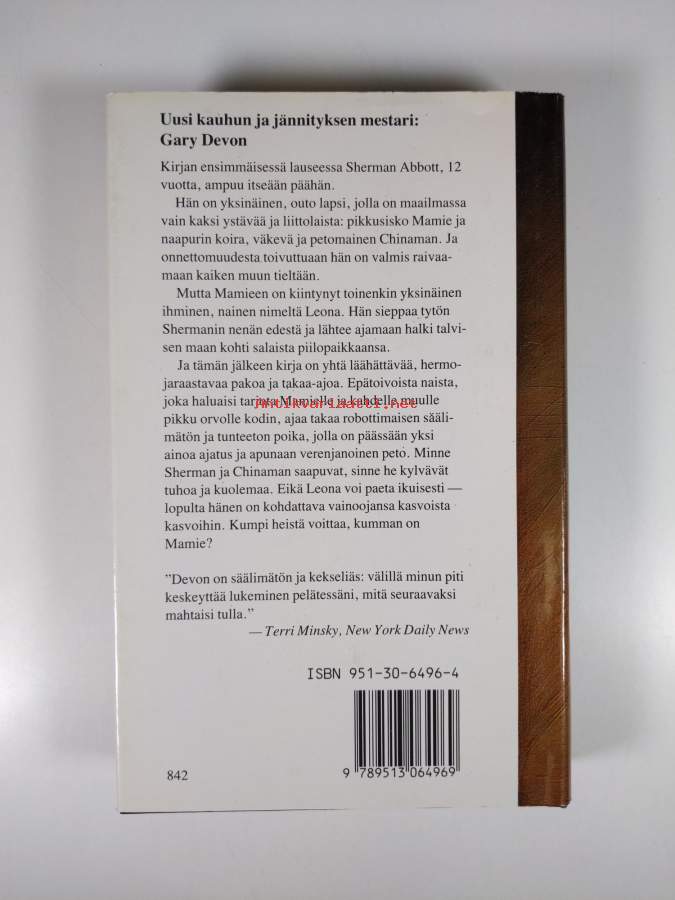 Uusi kauhun ja jännityksen mestari:
Gary Devon
Kirjan ensimmäisessä lauseessa Sherman Abbott, 12
vuotta, ampuu itseään päähän.
Hän on yksinäinen, outo lapsi, jolla on maailmassa
vain kaksi ystävää ja liittolaista: pikkusisko Mamie ja
naapurin koira, väkevä ja petomainen Chinaman. Ja
onnettomuudesta toivuttuaan hän on valmis raivaa-
maan kaiken muun tieltään.
Mutta Mamieen on kiintynyt toinenkin yksinäinen
ihminen, nainen nimeltä Leona. Hän sieppaa tytön
Shermanin nenän edestä ja lähtee ajamaan halki talvi-
sen maan kohti salaista piilopaikkaansa.
Ja tämän jälkeen kirja on yhtä läähättävää, hermo-
jaraastavaa pakoa ja takaa-ajoa. Epätoivoista naista,
joka haluaisi tarjota Mamielle ja kahdelle muulle
Antikvariaatti.net
pikku orvolle kodin, ajaa takaa robottimaisen sääli-
mätön ja tunteeton poika, jolla on päässään yksi
ainoa ajatus ja apunaan verenjanoinen peto. Minne
Sherman ja Chinaman saapuvat, sinne he kylvävät
tuhoa ja kuolemaa. Eikä Leona voi paeta ikuisesti —
lopulta hänen on kohdattava vainoojansa kasvoista
kasvoihin. Kumpi heistä voittaa, kumman on
Mamie?
”Devon on säälimätön ja kekseliäs: välillä minun piti
keskeyttää lukeminen pelätessäni, mitä seuraavaksi
mahtaisi tulla.”
— Terri Minsky, New York Daily News
ISBN 951-30-6496-4
842
9 789513 064969